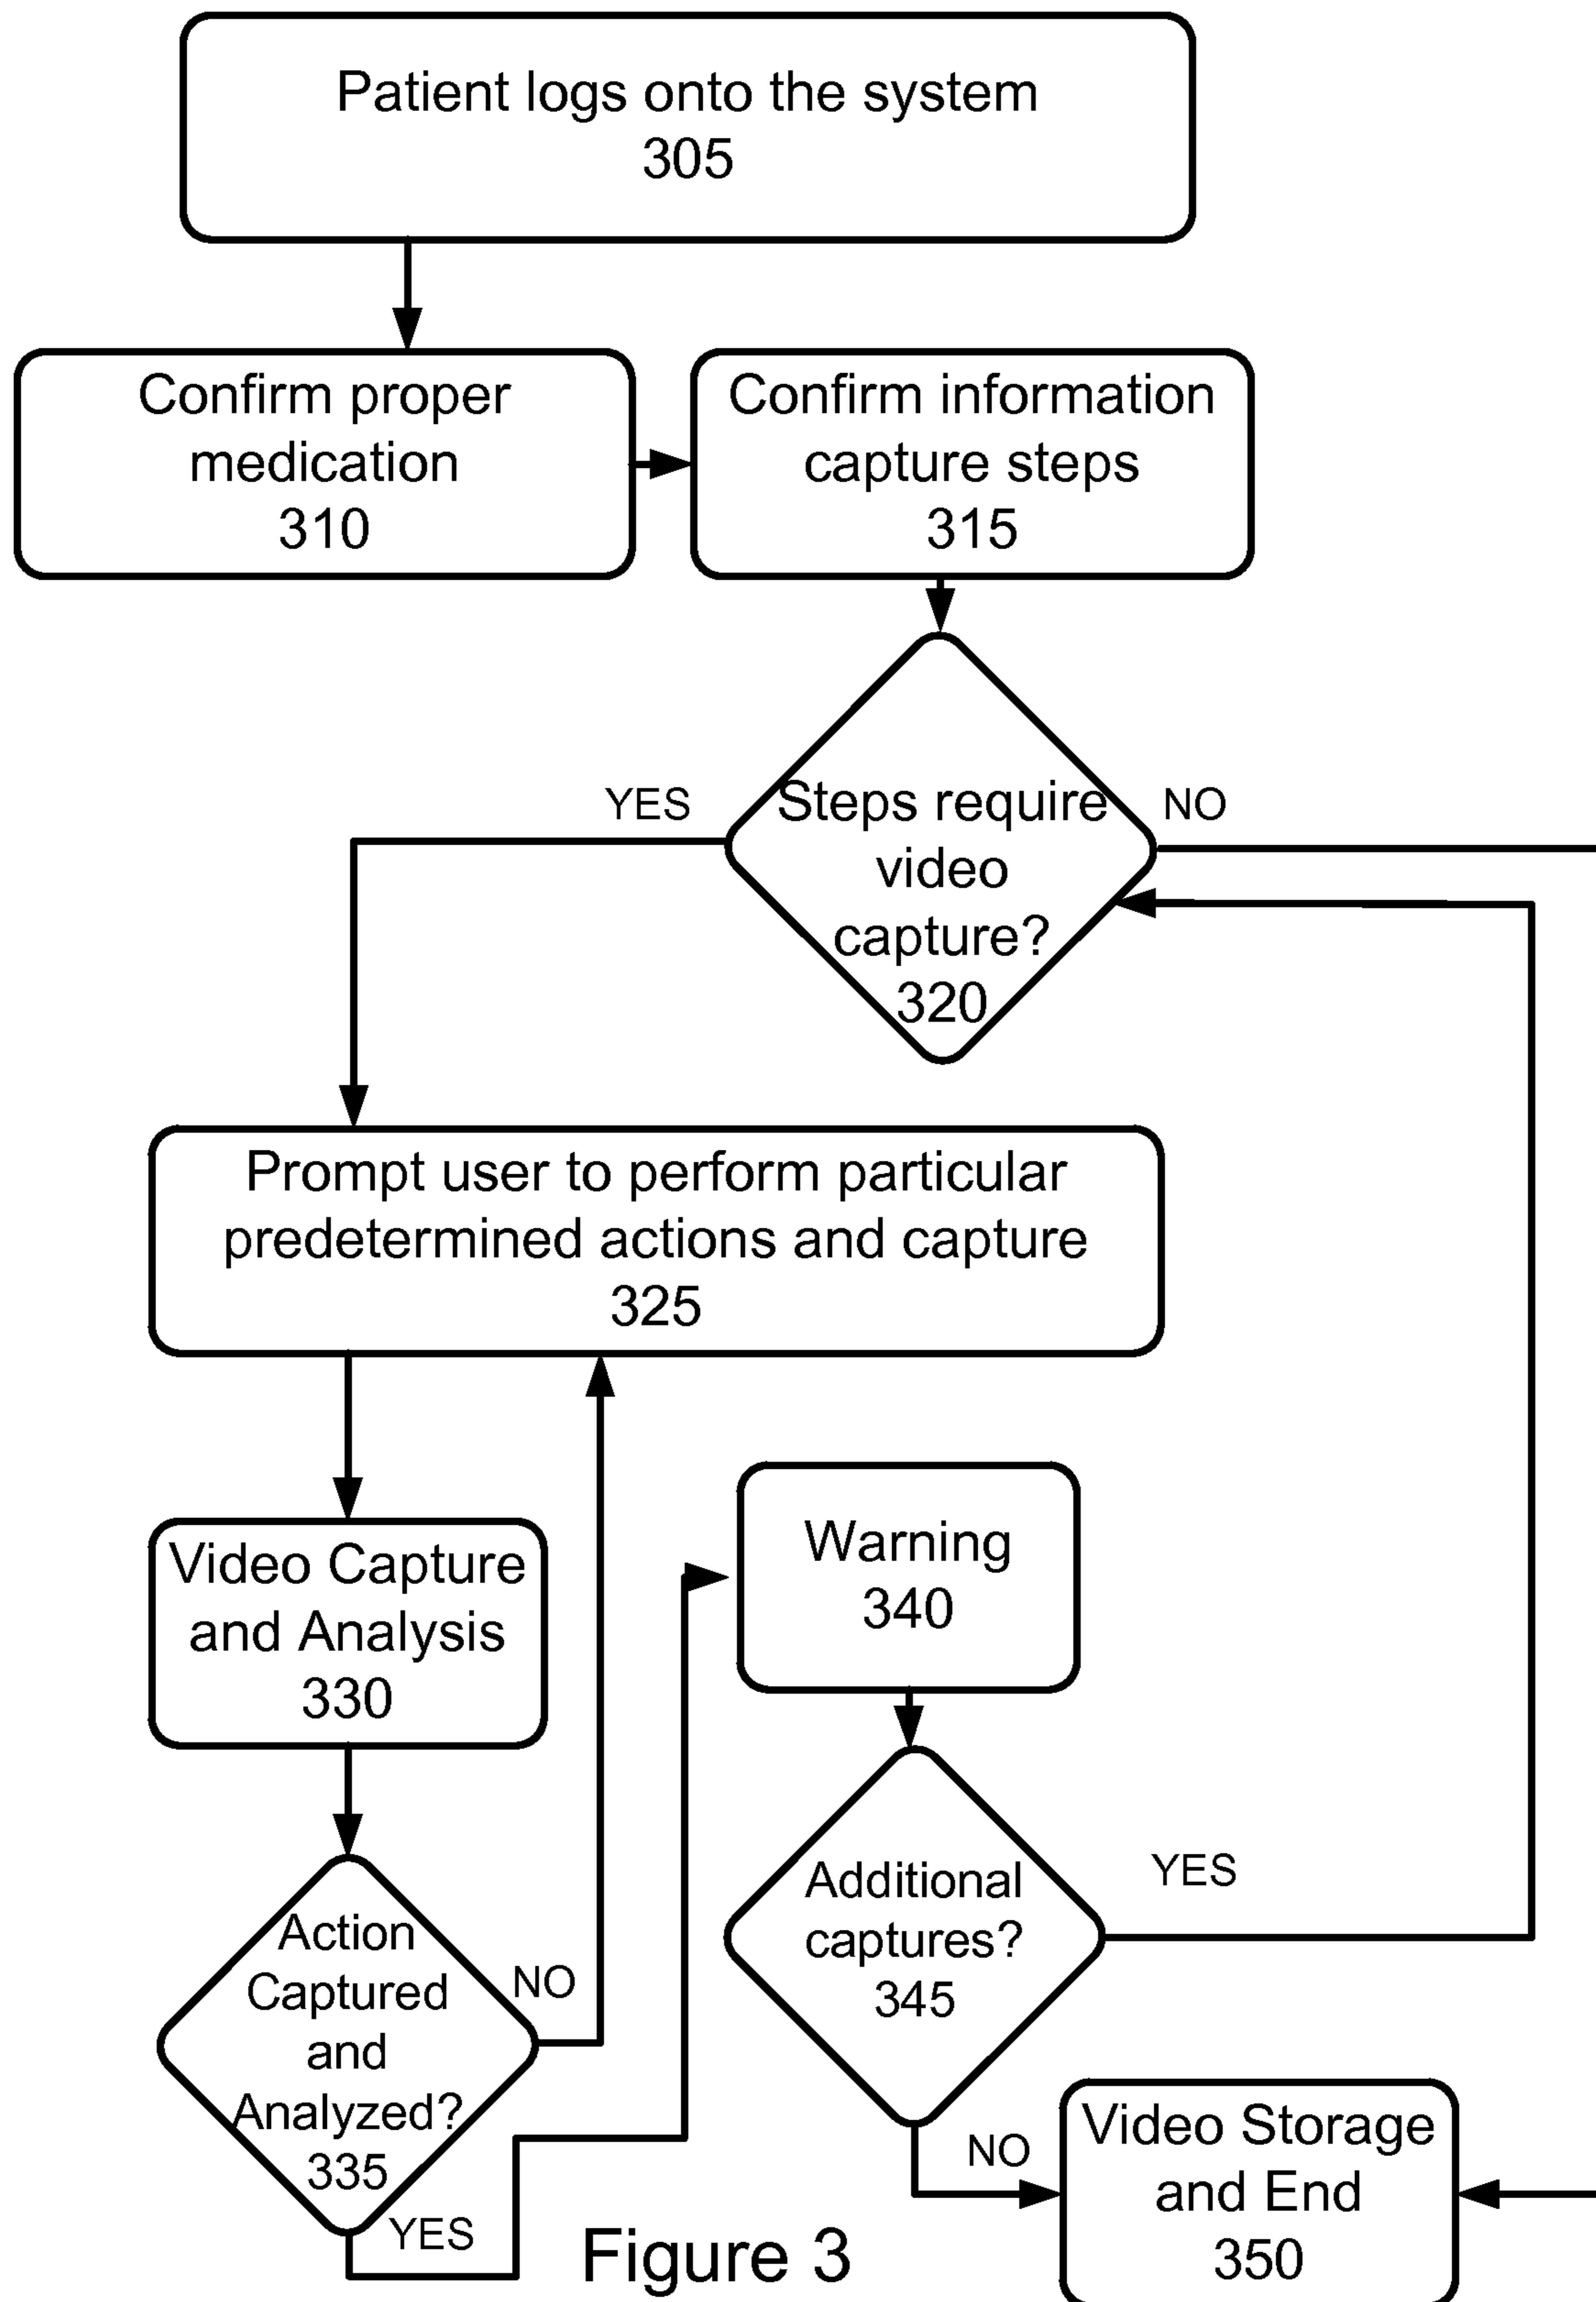 Patient logs onto the system
305
Confirm proper
medication
310
Confirm information
capture steps
315
YES
Steps require
video
capture?
320
NO
Prompt user to perform particular
predetermined actions and capture
325
Video Capture
and Analysis
330
Warning
340
Action
Captured
and
Analyzed?
335
NO
YES
Additional
captures?
345
YES
NO
Video Storage
and End
350
Figure 3